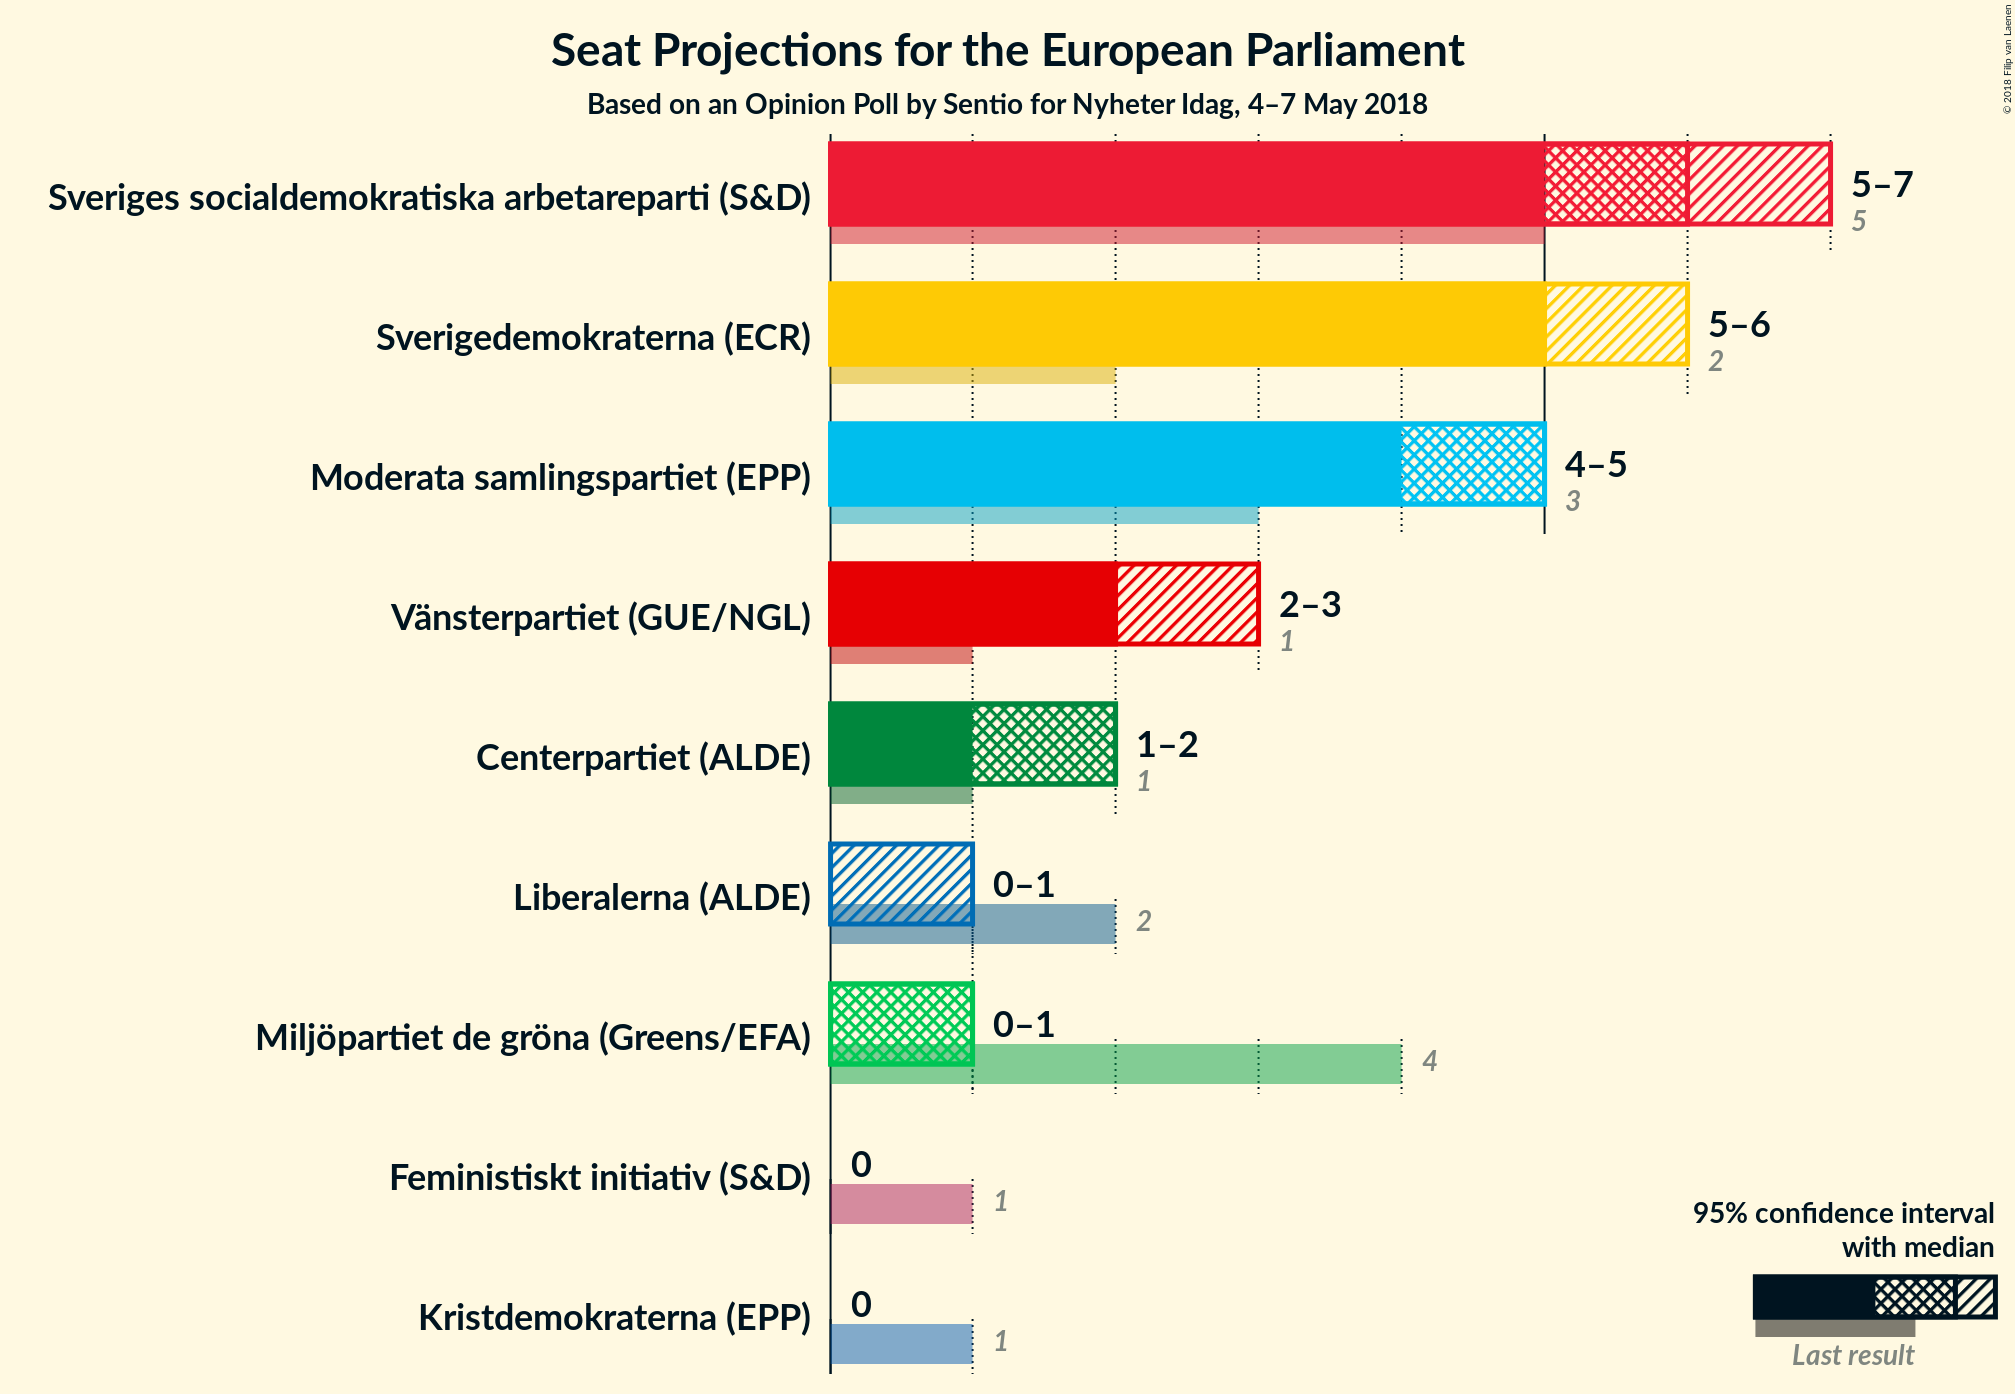 Seat Projections for the European Parliament
Based on an Opinion Poll by Sentio for Nyheter Idag, 4–7 May 2018
© 2018 Filip van Laenen
Sveriges socialdemokratiska arbetareparti (S&D)
5–7
5
Sverigedemokraterna (ECR)
5–6
2
Moderata samlingspartiet (EPP)
4–5
3
Vänsterpartiet (GUE/NGL)
2–3
1
Centerpartiet (ALDE)
1–2
1
Liberalerna (ALDE)
0–1
2
Miljöpartiet de gröna (Greens/EFA)
0–1
4
Feministiskt initiativ (S&D)
0
1
Kristdemokraterna (EPP)
0
1
95% confidence interval
with median
Last result